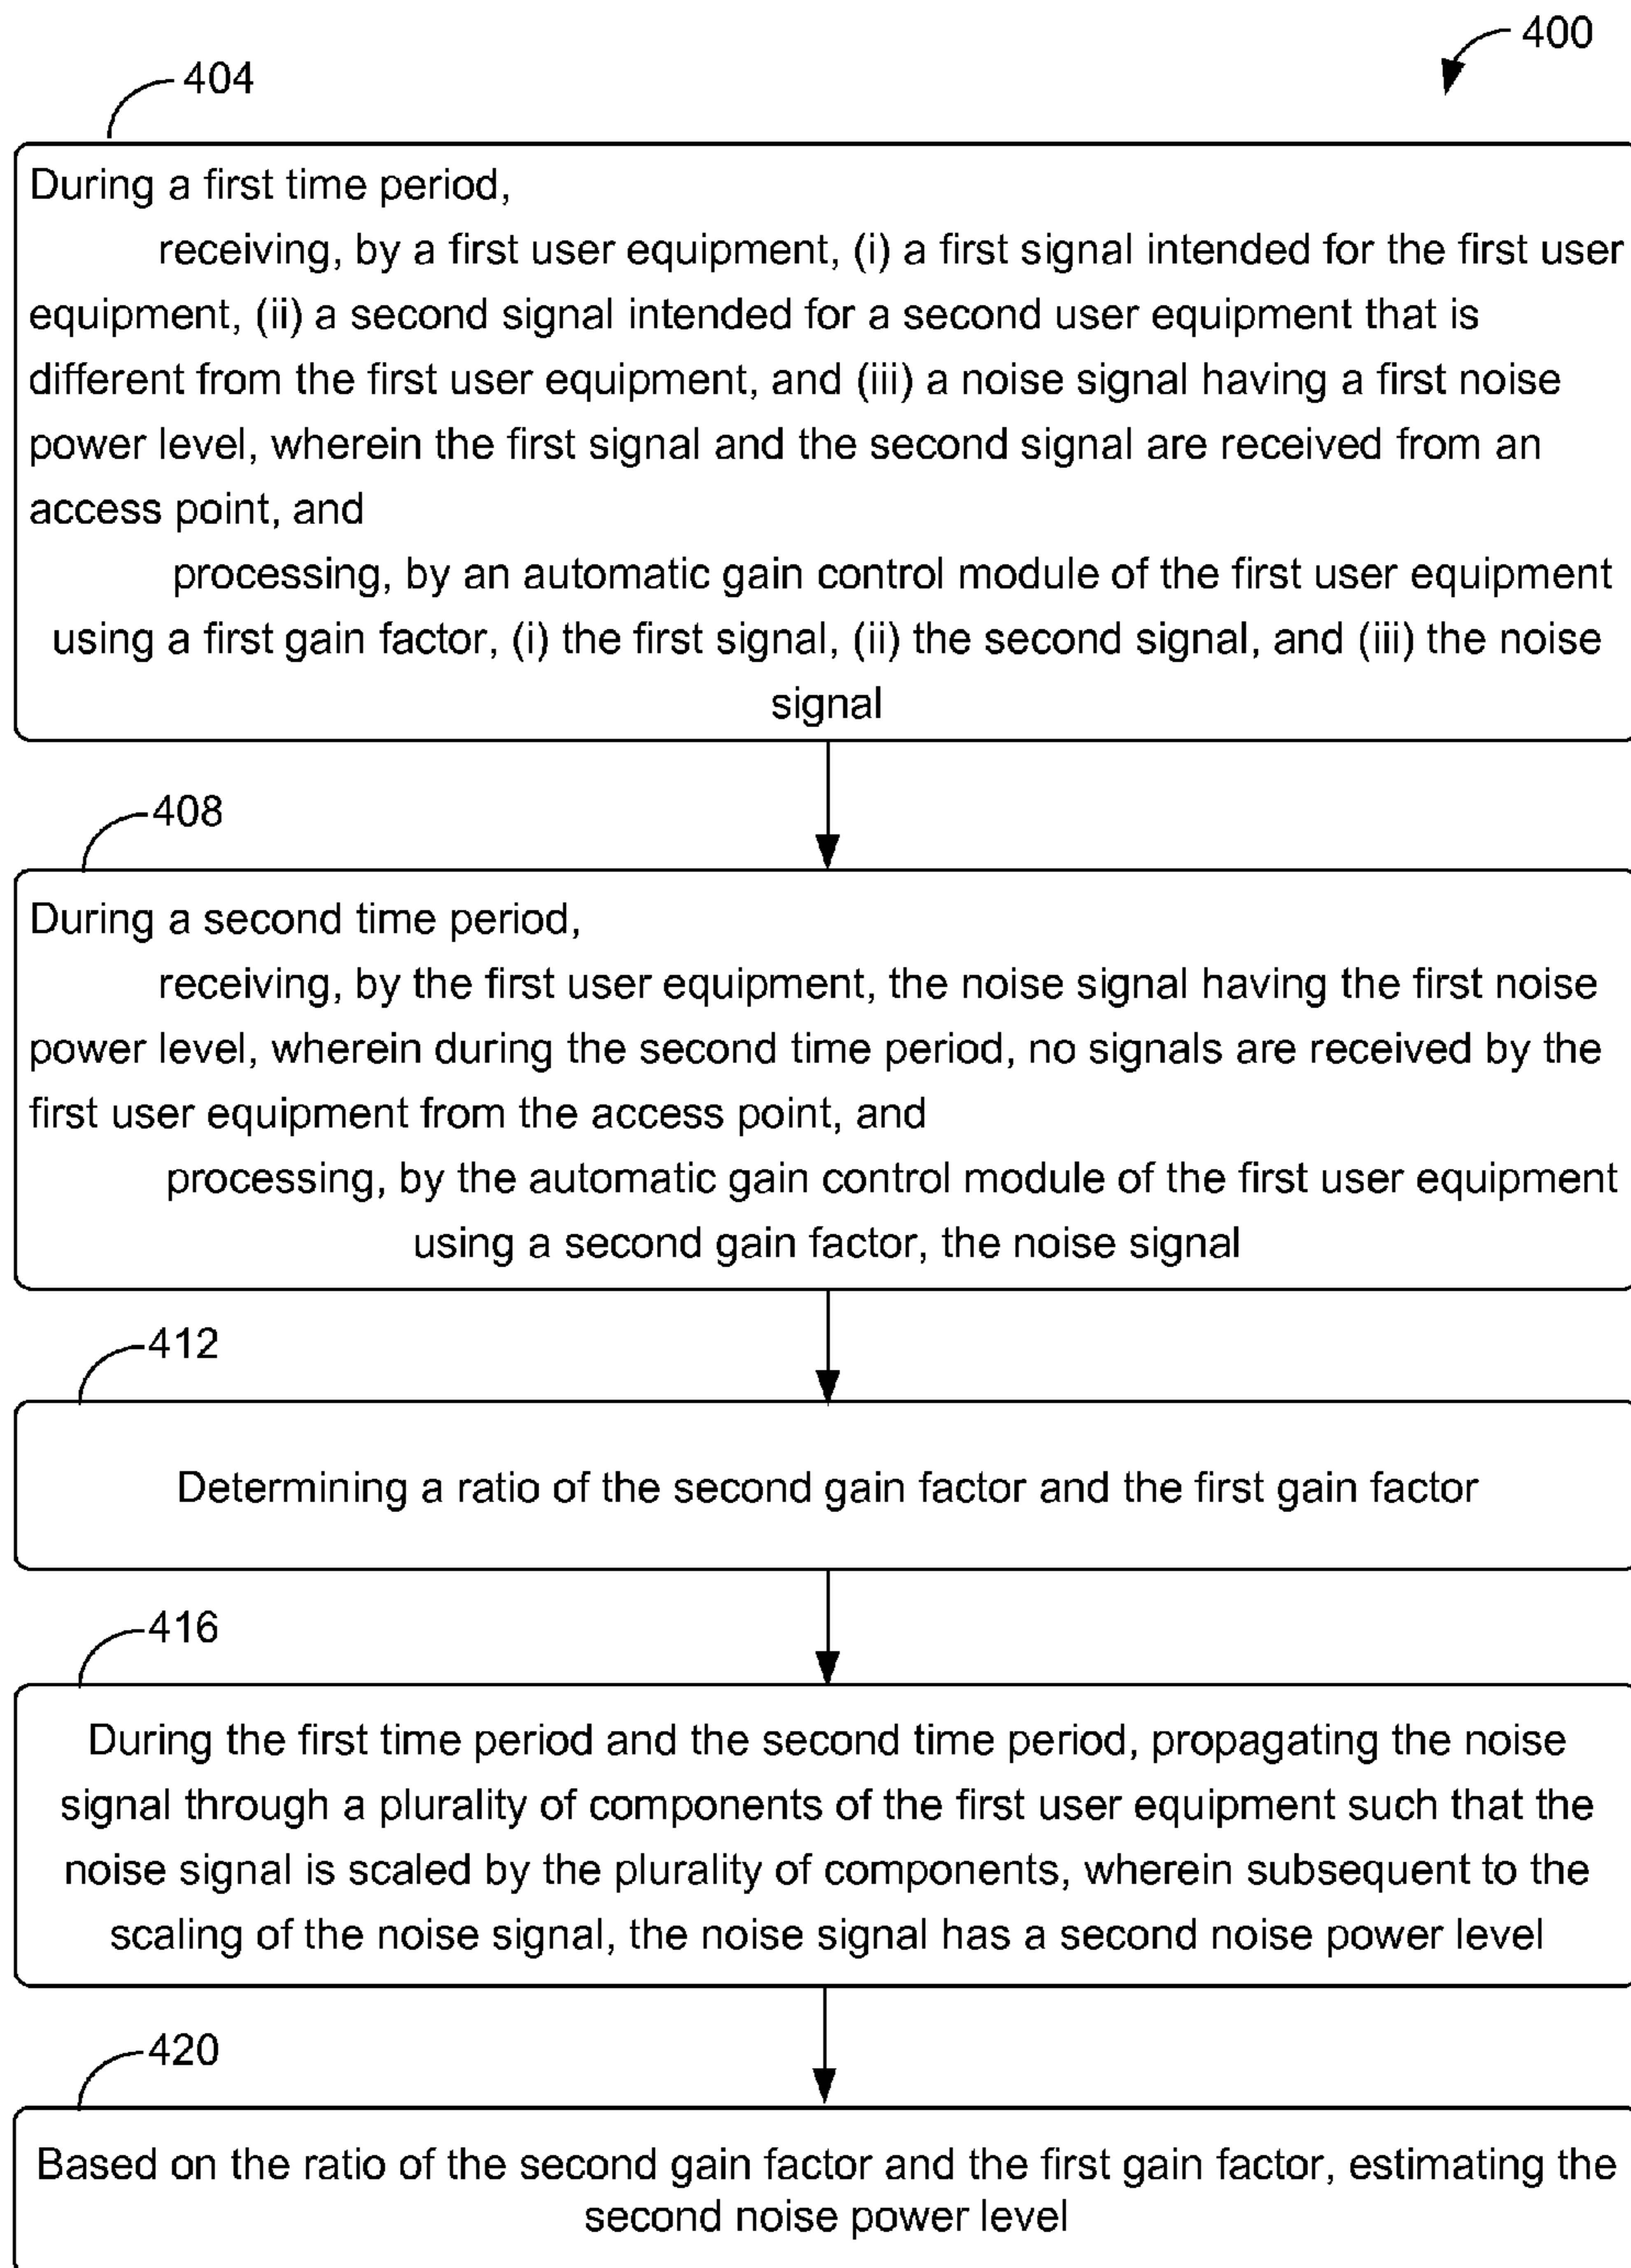 400
404
During a first time period,
receiving, by a first user equipment, (i) a first signal intended for the first user
equipment, (ii) a second signal intended for a second user equipment that is
different from the first user equipment, and (iii) a noise signal having a first noise
power level, wherein the first signal and the second signal are received from an
access point, and
processing, by an automatic gain control module of the first user equipment
using a first gain factor, (i) the first signal, (ii) the second signal, and (iii) the noise
signal
408
During a second time period,
receiving, by the first user equipment, the noise signal having the first noise
power level, wherein during the second time period, no signals are received by the
first user equipment from the access point, and
processing, by the automatic gain control module of the first user equipment
using a second gain factor, the noise signal
412
Determining a ratio of the second gain factor and the first gain factor
416
During the first time period and the second time period, propagating the noise
signal through a plurality of components of the first user equipment such that the
noise signal is scaled by the plurality of components, wherein subsequent to the
scaling of the noise signal, the noise signal has a second noise power level
420
Based on the ratio of the second gain factor and the first gain factor, estimating the
second noise power level